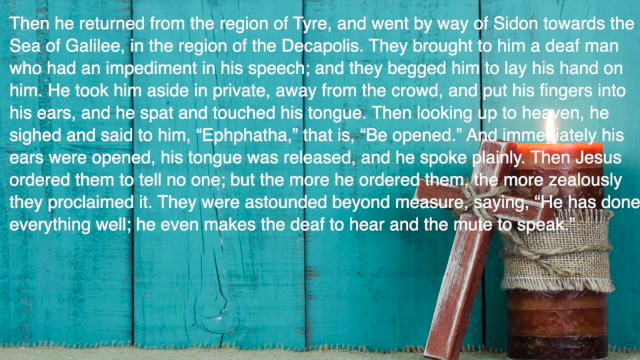 Then he returned from the region of Tyre, and went by way of Sidon towards the
Sea of Galilee, in the region of the Decapolis. They brought to him a deaf man
who had an impediment in his speech; and they begged him to lay his hand on
him. He took him aside in private, away from the crowd, and put his fingers into
his ears, and he spat and touched his tongue. Then looking up to heaven, he
sighed and said to him, “Ephphatha,” that is, “Be opened.” And immediately his
ears were opened, his tongue was released, and he spoke plainly. Then Jesus
ordered them to tell no one; but the more he ordered them, the more zealously
they proclaimed it. They were astounded beyond measure, saying, “He has done
everything well; he even makes the deaf to hear and the mute to speak.”